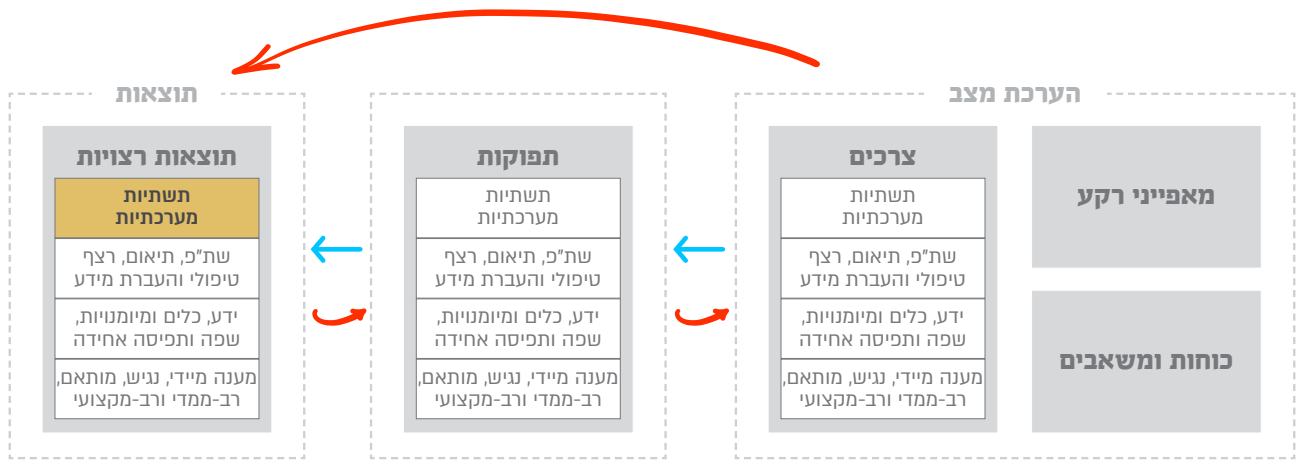 הערכת מצב
מאפייני רקע
כוחות ומשאבים
צרכים
תשתיות
מערכתיות
שת"פ, תיאום, רצף
טיפולי והעברת מידע
ידע, כלים ומיומנויות,
שפה ותפיסה אחידה
מענה מיידי, נגיש, מותאם,
רב-ממדי ורב-מקצועי
תפוקות
תשתיות
מערכתיות
שת"פ, תיאום, רצף
טיפולי והעברת מידע
ידע, כלים ומיומנויות,
שפה ותפיסה אחידה
מענה מיידי, נגיש, מותאם,
רב-ממדי ורב-מקצועי
תוצאות
תוצאות רצויות
תשתיות
מערכתיות
שת"פ, תיאום, רצף
טיפולי והעברת מידע
ידע, כלים ומיומנויות,
שפה ותפיסה אחידה
מענה מיידי, נגיש, מותאם,
רב-ממדי ורב-מקצועי